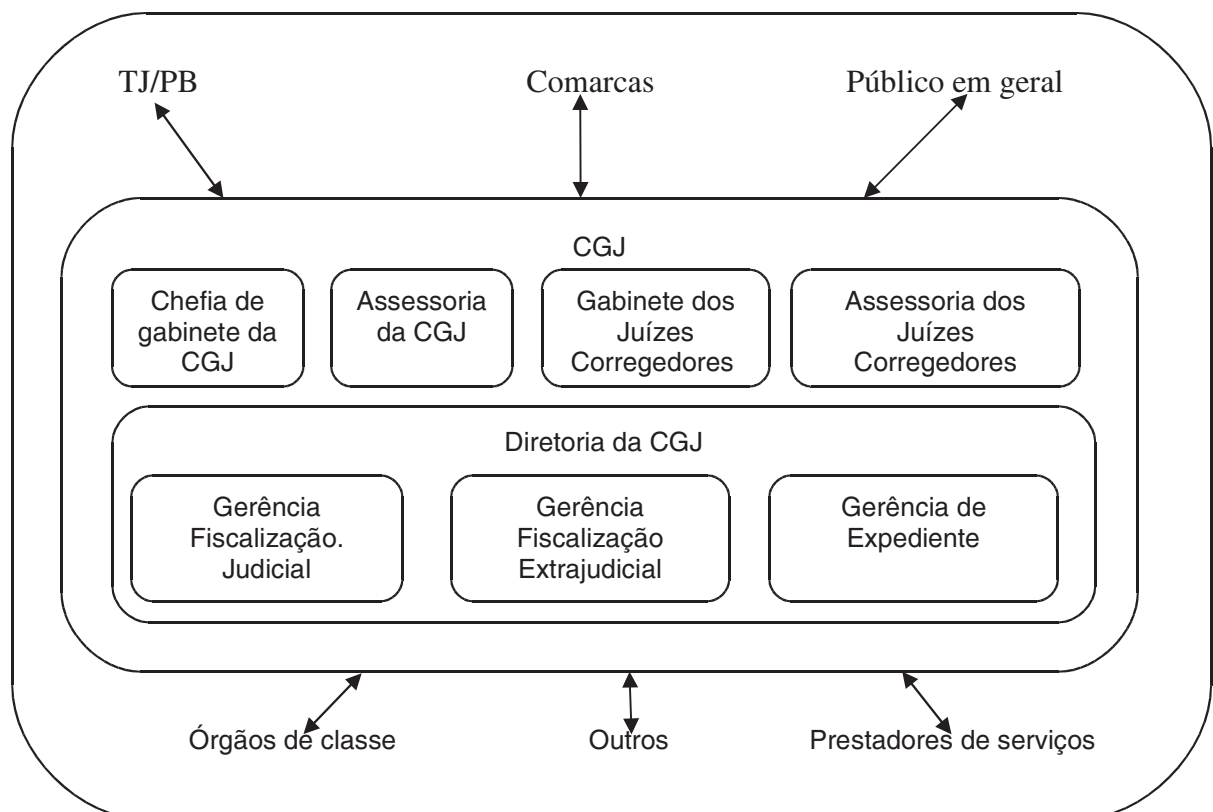 TJ/PB
Comarcas
Público em geral
CGJ
Chefia de
gabinete da
CGJ
Assessoria
da CGJ
Gabinete dos
Juízes
Corregedores
Assessoria dos
Juízes
Corregedores
Diretoria da CGJ
Gerência
Fiscalização.
Judicial
Gerência
Fiscalização
Extrajudicial
Gerência de
Expediente
Órgãos de classe
Outros
Prestadores de serviços